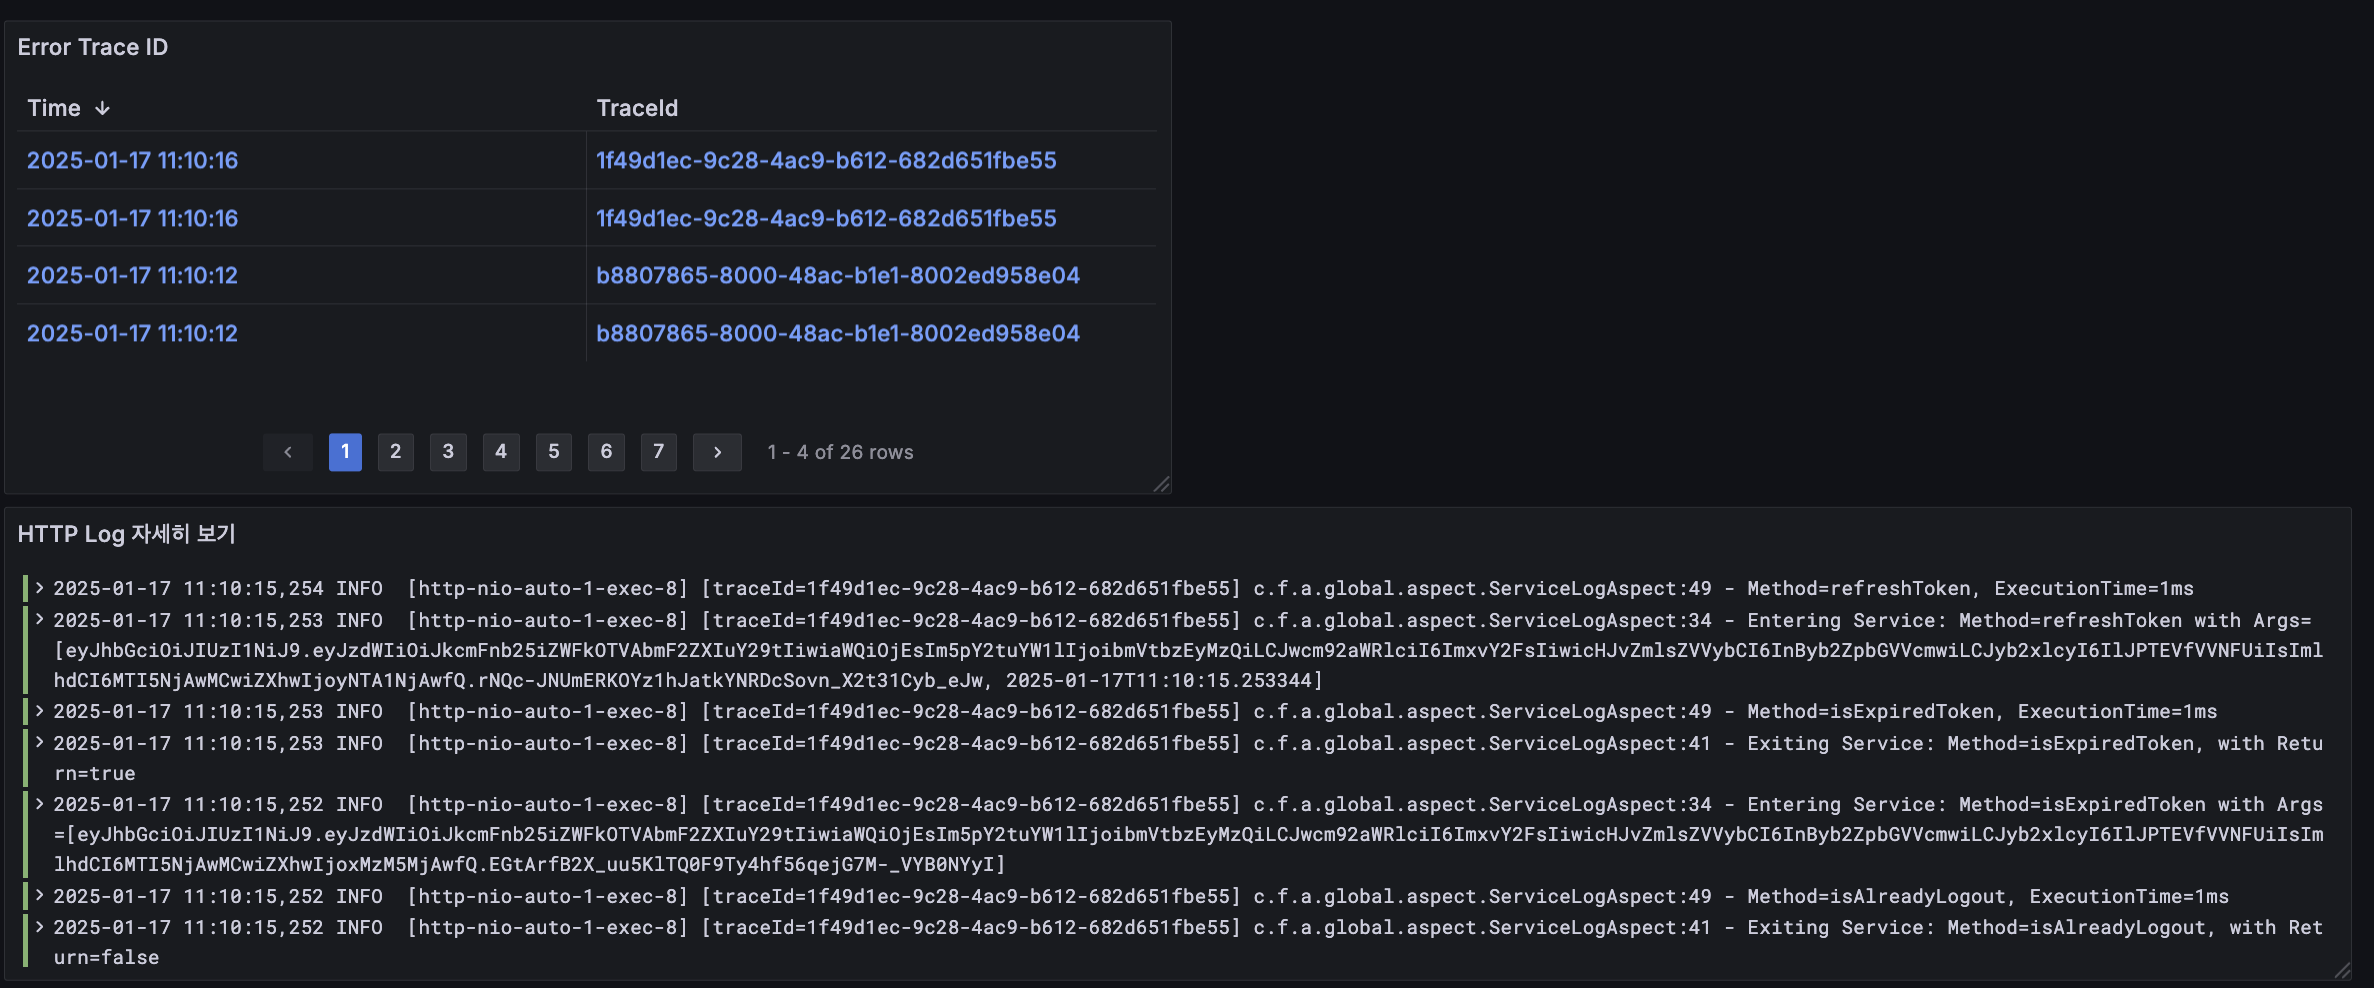 Error Trace ID
Time ↓ TraceId
2025-01-17 11:10:16 1f49d1ec-9c28-4ac9-b612-682d651fbe55
2025-01-17 11:10:16 1f49d1ec-9c28-4ac9-b612-682d651fbe55
2025-01-17 11:10:12 b8807865-8000-48ac-b1e1-8002ed958e04
2025-01-17 11:10:12 b8807865-8000-48ac-b1e1-8002ed958e04
‹ 1 2 3 4 5 6 7 › 1 - 4 of 26 rows
HTTP Log 자세히 보기
› 2025-01-17 11:10:15,254 INFO [http-nio-auto-1-exec-8] [traceId=1f49d1ec-9c28-4ac9-b612-682d651fbe55] c.f.a.global.aspect.ServiceLogAspect:49 - Method=refreshToken, ExecutionTime=1ms
› 2025-01-17 11:10:15,253 INFO [http-nio-auto-1-exec-8] [traceId=1f49d1ec-9c28-4ac9-b612-682d651fbe55] c.f.a.global.aspect.ServiceLogAspect:34 - Entering Service: Method=refreshToken with Args=
[eyJhbGciOiJIUzI1NiJ9.eyJzdWIiOiJkcmFnb25iZWFkOTVAbmF2ZXIuY29tIiwiaWQiOjEsIm5pY2tuYW1lIjoibmVtbzEyMzQiLCJwcm92aWRlciI6ImxvY2FsIiwicHJvZmlsZVVybCI6InByb2ZpbGVVcmwiLCJyb2xlcyI6IlJPTEVfVVNFUiIsIml
hdCI6MTI5NjAwMCwiZXhwIjoyNTA1NjAwfQ.rNQc-JNUmERKOYz1hJatkYNRDcSovn_X2t31Cyb_eJw, 2025-01-17T11:10:15.253344]
› 2025-01-17 11:10:15,253 INFO [http-nio-auto-1-exec-8] [traceId=1f49d1ec-9c28-4ac9-b612-682d651fbe55] c.f.a.global.aspect.ServiceLogAspect:49 - Method=isExpiredToken, ExecutionTime=1ms
› 2025-01-17 11:10:15,253 INFO [http-nio-auto-1-exec-8] [traceId=1f49d1ec-9c28-4ac9-b612-682d651fbe55] c.f.a.global.aspect.ServiceLogAspect:41 - Exiting Service: Method=isExpiredToken, with Retu
rn=true
› 2025-01-17 11:10:15,252 INFO [http-nio-auto-1-exec-8] [traceId=1f49d1ec-9c28-4ac9-b612-682d651fbe55] c.f.a.global.aspect.ServiceLogAspect:34 - Entering Service: Method=isExpiredToken with Args
=[eyJhbGciOiJIUzI1NiJ9.eyJzdWIiOiJkcmFnb25iZWFkOTVAbmF2ZXIuY29tIiwiaWQiOjEsIm5pY2tuYW1lIjoibmVtbzEyMzQiLCJwcm92aWRlciI6ImxvY2FsIiwicHJvZmlsZVVybCI6InByb2ZpbGVVcmwiLCJyb2xlcyI6IlJPTEVfVVNFUiIsIm
lhdCI6MTI5NjAwMCwiZXhwIjoxMzM5MjAwfQ.EGtArfB2X_uu5KlTQ0F9Ty4hf56qejG7M-_VYB0NYyI]
› 2025-01-17 11:10:15,252 INFO [http-nio-auto-1-exec-8] [traceId=1f49d1ec-9c28-4ac9-b612-682d651fbe55] c.f.a.global.aspect.ServiceLogAspect:49 - Method=isAlreadyLogout, ExecutionTime=1ms
› 2025-01-17 11:10:15,252 INFO [http-nio-auto-1-exec-8] [traceId=1f49d1ec-9c28-4ac9-b612-682d651fbe55] c.f.a.global.aspect.ServiceLogAspect:41 - Exiting Service: Method=isAlreadyLogout, with Ret
urn=false